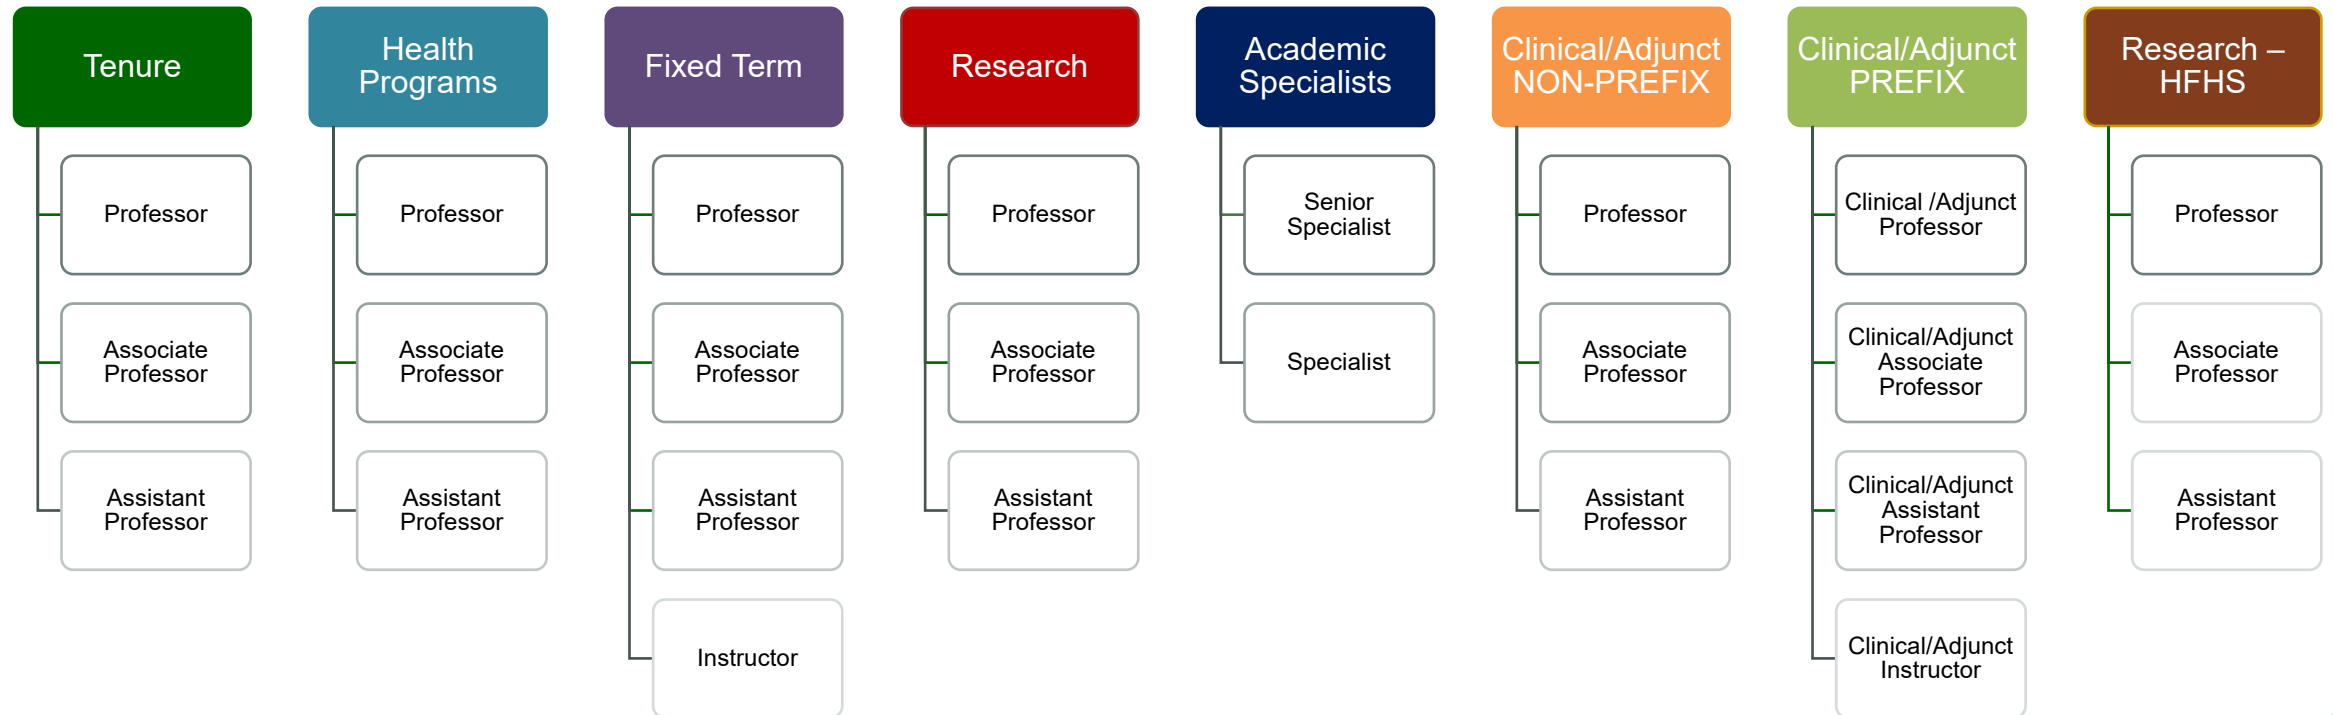 Tenure
Professor
Associate
Professor
Assistant
Professor
Health
Programs
Professor
Associate
Professor
Assistant
Professor
Fixed Term
Professor
Associate
Professor
Assistant
Professor
Instructor
Research
Professor
Associate
Professor
Assistant
Professor
Academic
Specialists
Senior
Specialist
Specialist
Clinical/Adjunct
NON-PREFIX
Professor
Associate
Professor
Assistant
Professor
Clinical/Adjunct
PREFIX
Clinical /Adjunct
Professor
Clinical/Adjunct
Associate
Professor
Clinical/Adjunct
Assistant
Professor
Clinical/Adjunct
Instructor
Research –
HFHS
Professor
Associate
Professor
Assistant
Professor